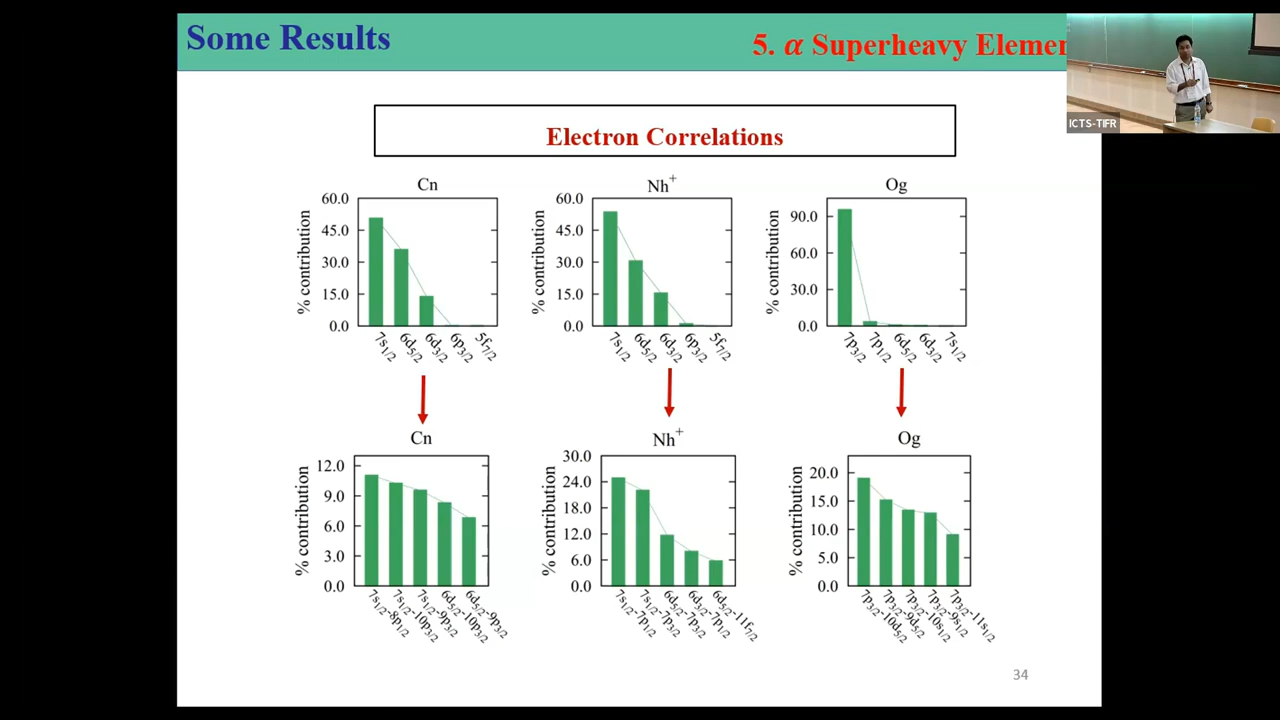 Some Results
5. α Superheavy Elemen
ICTS-TIFR
Electron Correlations
Cn
% contribution
60.0
45.0
30.0
15.0
0.0
7s1/2
6d5/2
6d3/2
6p3/2
5f7/2
Nh+
% contribution
60.0
45.0
30.0
15.0
0.0
7s1/2
6d5/2
6d3/2
6p3/2
5f7/2
Og
% contribution
90.0
60.0
30.0
0.0
7p3/2
7p1/2
6d5/2
6d3/2
7s1/2
Cn
% contribution
12.0
9.0
6.0
3.0
0.0
7s1/2-8p1/2
7s1/2-10p3/2
7s1/2-9p3/2
6d5/2-10p3/2
6d5/2-9p3/2
Nh+
% contribution
30.0
24.0
18.0
12.0
6.0
0.0
7s1/2-7p1/2
7s1/2-7p3/2
6d5/2-7p3/2
6d3/2-7p1/2
6d5/2-11f7/2
Og
% contribution
20.0
15.0
10.0
5.0
0.0
7p3/2-10d5/2
7p3/2-9d5/2
7p3/2-10s1/2
7p3/2-9s1/2
7p3/2-11s1/2
34